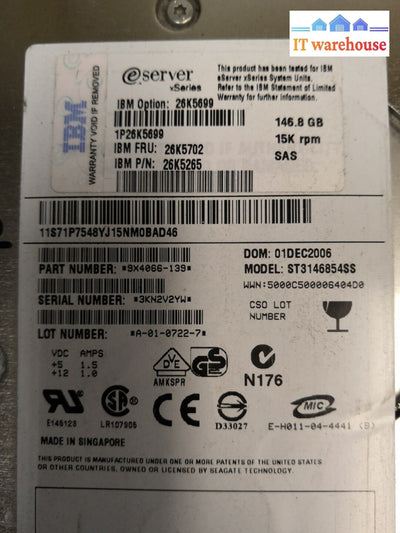 IT warehouse
IBM
WARRANTY VOID IF REMOVED
eserver
xSeries
This product has been tested for IBM
eServer xSeries System Units.
Refer to the IBM Statement of Limited
Warranty for further information.
IBM Option: 26K5699
1P26K5699
IBM FRU: 26K5702
IBM P/N: 26K5265
146.8 GB
15K rpm
SAS
11S71P7548YJ15NM0BAD46
PART NUMBER: *9X4066-139*
SERIAL NUMBER: *3KN2V2YW*
LOT NUMBER: *A-01-0722-7*
DOM: 01DEC2006
MODEL: ST3146854SS
WWN:5000C500006404D0
CSO LOT
NUMBER
VDC AMPS
+5 1.5
+12 1.0
DVE
AMKSPR
GS
N176
E146123
LR107905
CE
D33027
MIC
E-H011-04-4441 (B)
MADE IN SINGAPORE
THIS PRODUCT IS MANUFACTURED UNDER ONE OR MORE PATENTS OF THE UNITED STATES
OR OTHER COUNTRIES, OWNED OR LICENSED BY SEAGATE TECHNOLOGY.